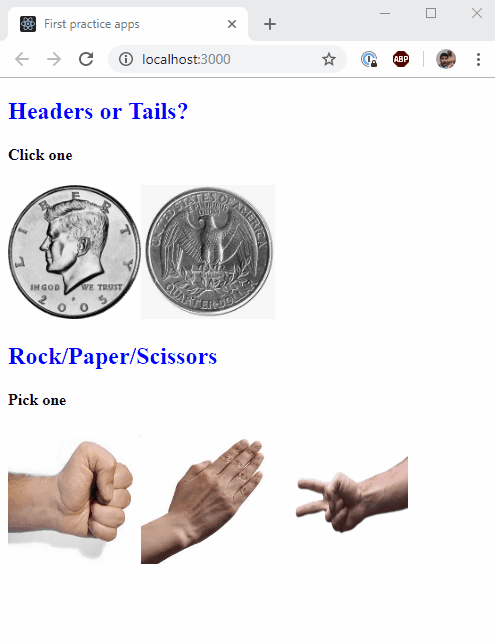 First practice apps
localhost:3000
ABP
Headers or Tails?
Click one
LIBERTY
IN GOD WE TRUST
2005
UNITED STATES OF AMERICA
QUARTER DOLLAR
Rock/Paper/Scissors
Pick one